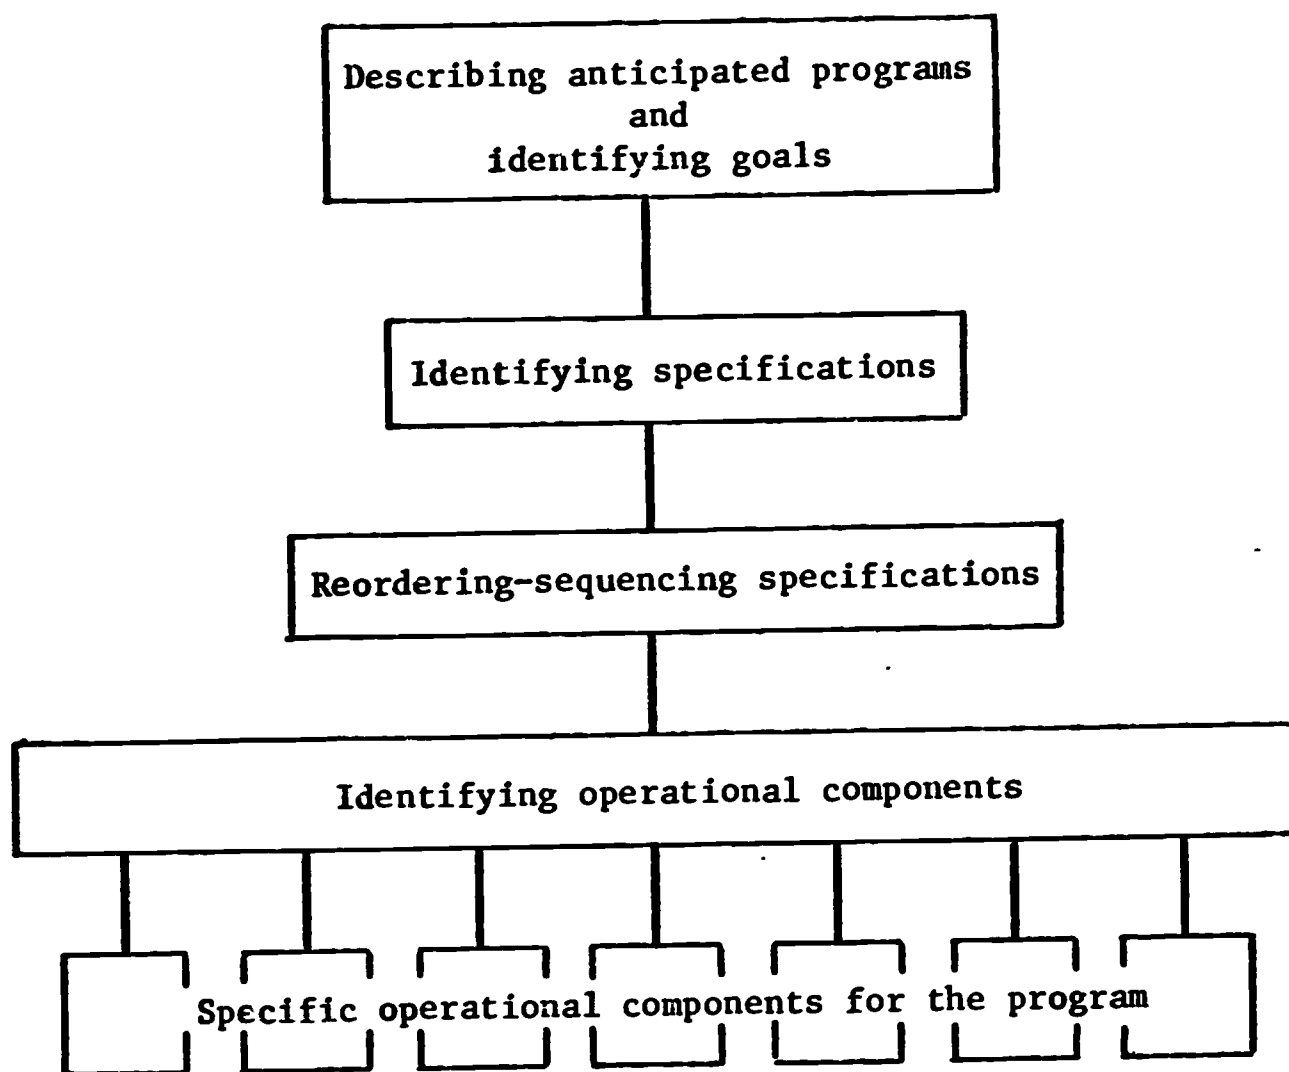 Describing anticipated programs
and
identifying goals
Identifying specifications
Reordering-sequencing specifications
Identifying operational components
Specific operational components for the program